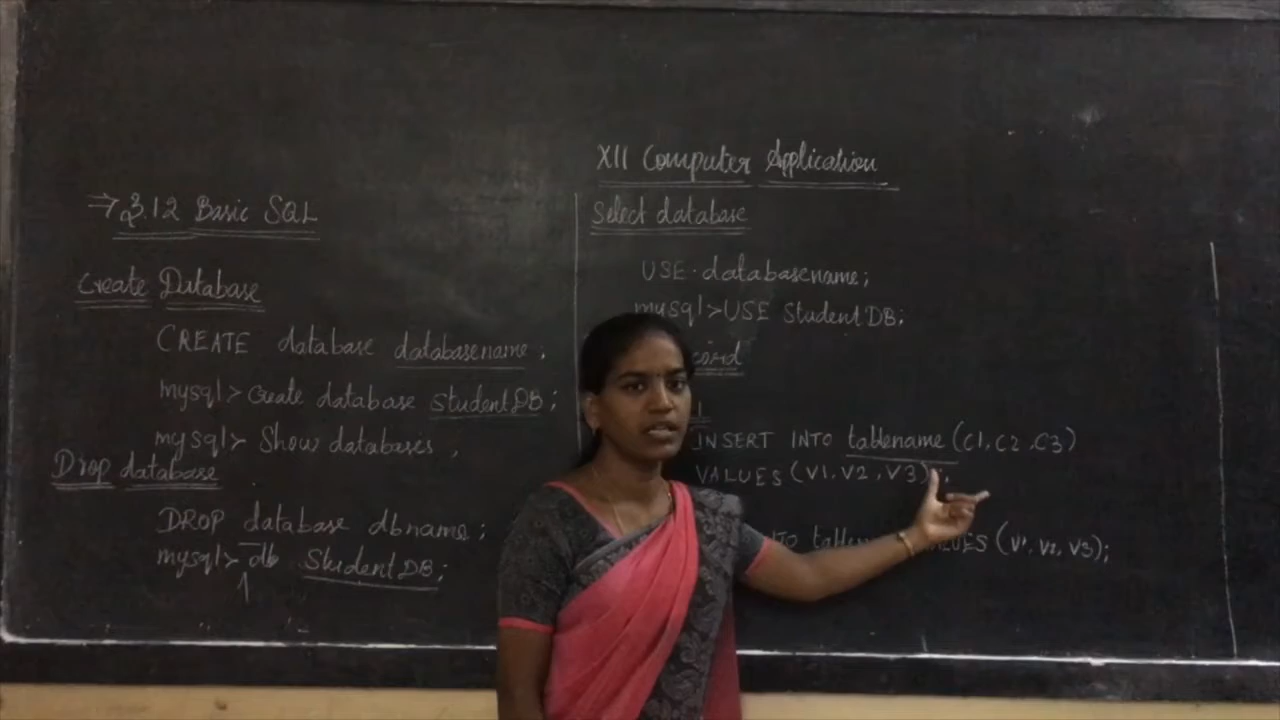 XII Computer Application
⇒ 3.12 Basic SQL
Create Database
CREATE database databasename;
mysql> Create database studentDB;
mysql> Show databases;
Drop database
DROP database dbname;
mysql> db StudentDB;
Select database
USE databasename;
mysql>USE StudentDB;
INSERT INTO tablename (C1, C2, C3)
VALUES (V1, V2, V3);
(V1, V2, V3);